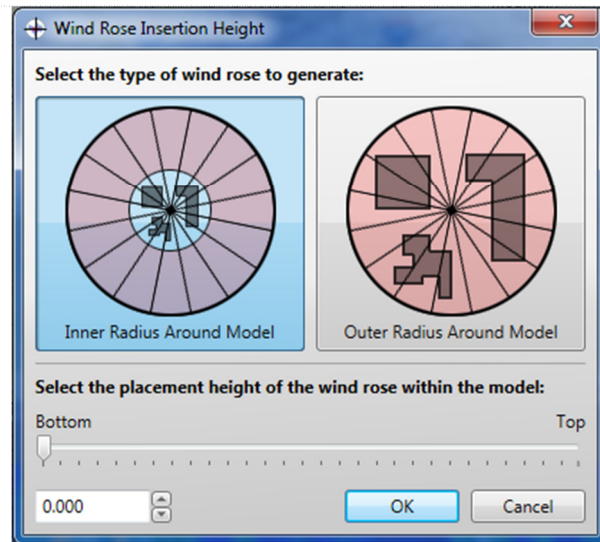 Wind Rose Insertion Height
Select the type of wind rose to generate:
Inner Radius Around Model
Outer Radius Around Model
Select the placement height of the wind rose within the model:
Bottom
Top
0.000
OK
Cancel